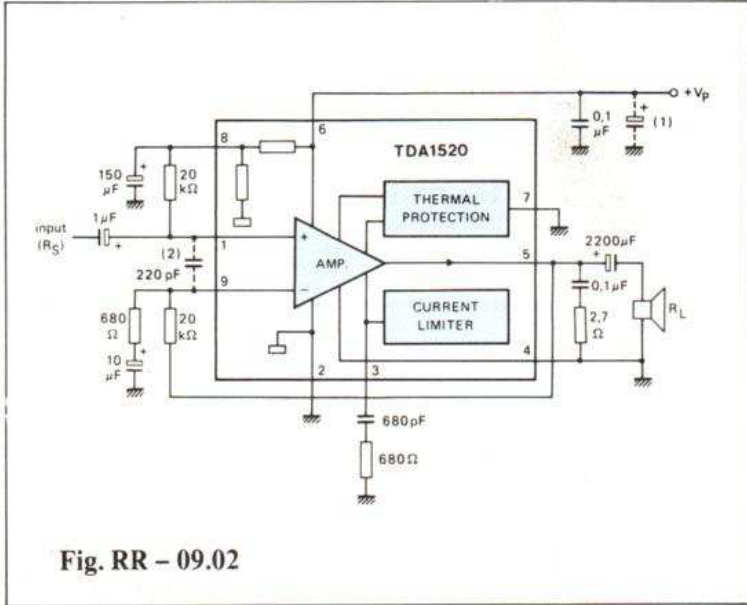 +VP
0,1
µF
(1)
6
8
TDA1520
150
µF
20
kΩ
THERMAL
PROTECTION
7
1µF
input
(RS)
+
1
+
(2)
220 pF
AMP.
5
2200µF
+
9
−
0,1µF
RL
680
Ω
20
kΩ
10
µF
CURRENT
LIMITER
2,7
Ω
4
2
3
680pF
680Ω
Fig. RR – 09.02